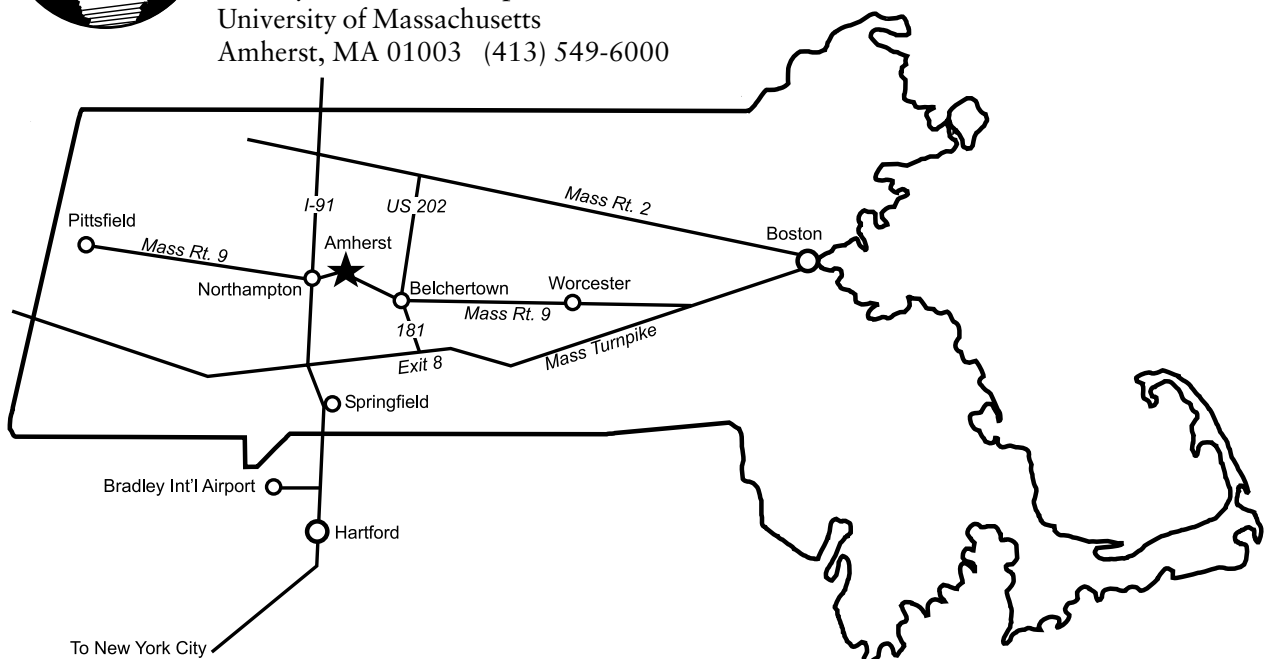 University of Massachusetts
Amherst, MA 01003 (413) 549-6000
I-91
US 202
Mass Rt. 2
Pittsfield
Mass Rt. 9
Amherst
Boston
Northampton
Belchertown
Worcester
Mass Rt. 9
181
Exit 8
Mass Turnpike
Springfield
Bradley Int'l Airport
Hartford
To New York City